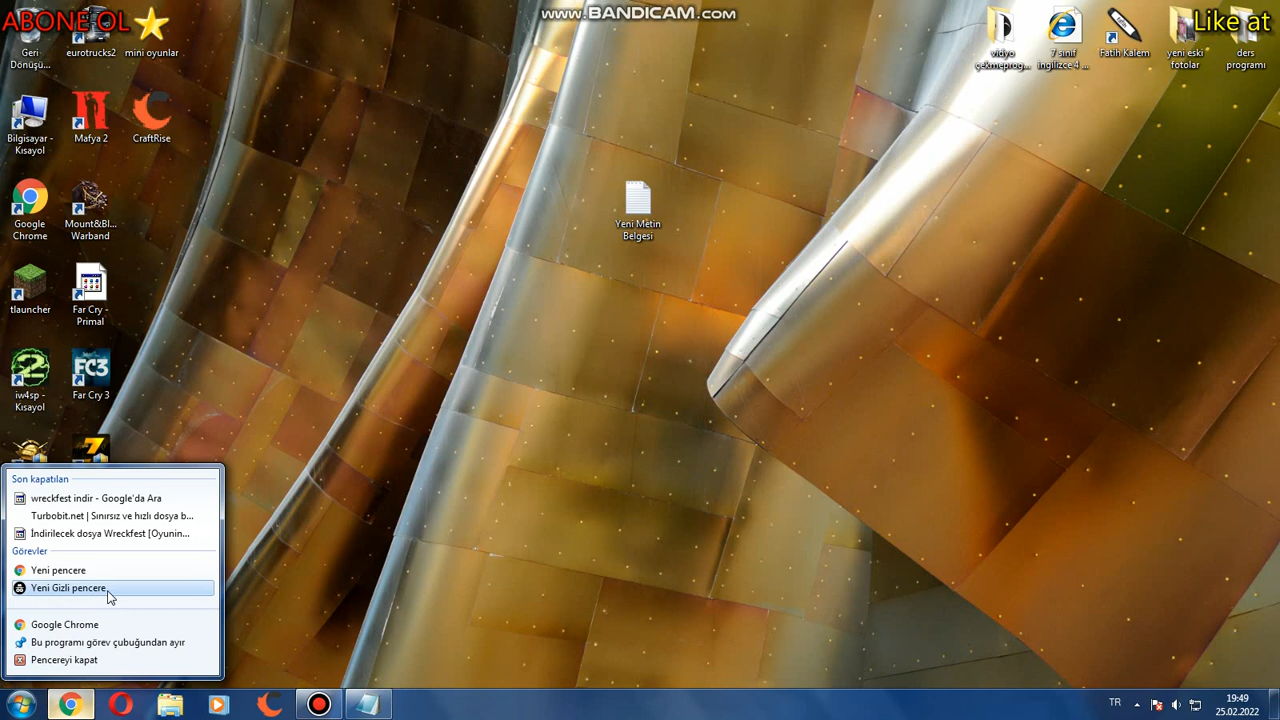 ABONE OL
www.BANDICAM.com
Like at
Geri
Dönüşü...
eurotrucks2
mini oyunlar
vidyo
çekmeprog...
7 sınıf
ingilizce 4 ...
Fatih Kalem
yeni eski
fotolar
ders
programı
Bilgisayar -
Kısayol
Mafya 2
CraftRise
Google
Chrome
Mount&Bl...
Warband
Yeni Metin
Belgesi
tlauncher
Far Cry -
Primal
iw4sp -
Kısayol
Far Cry 3
Son kapatılan
wreckfest indir - Google'da Ara
Turbobit.net | Sınırsız ve hızlı dosya b...
İndirilecek dosya Wreckfest [Oyunin...
Görevler
Yeni pencere
Yeni Gizli pencere
Google Chrome
Bu programı görev çubuğundan ayır
Pencereyi kapat
TR
19:49
25.02.2022